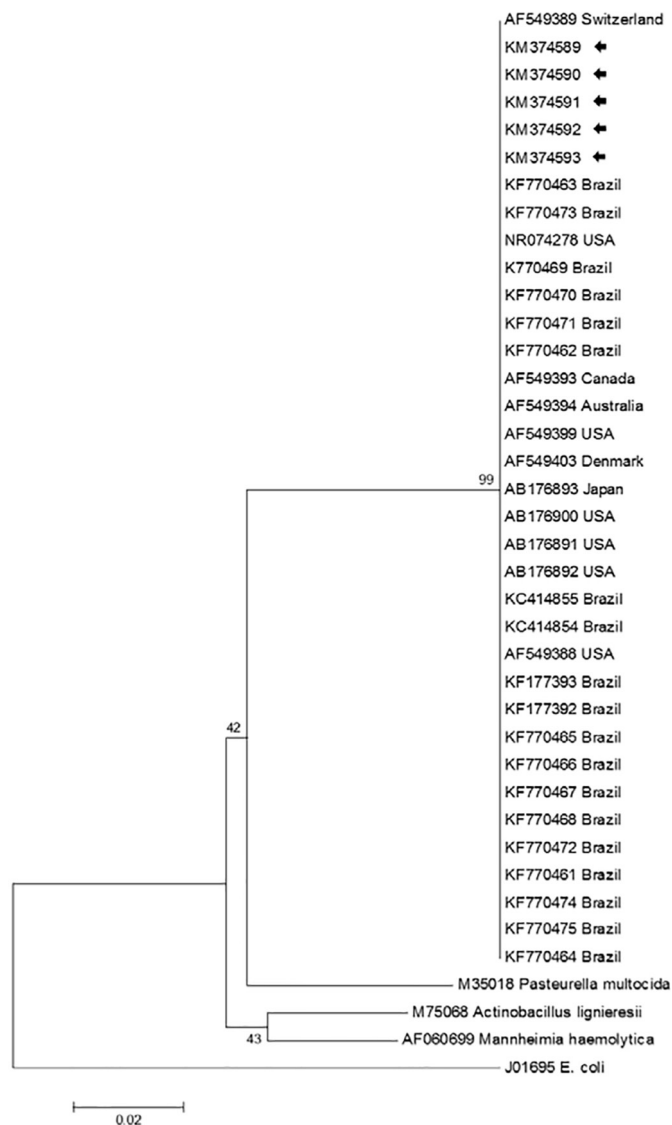 AF549389 Switzerland
KM374589
KM374590
KM374591
KM374592
KM374593
KF770463 Brazil
KF770473 Brazil
NR074278 USA
K770469 Brazil
KF770470 Brazil
KF770471 Brazil
KF770462 Brazil
AF549393 Canada
AF549394 Australia
AF549399 USA
AF549403 Denmark
99
AB176893 Japan
AB176900 USA
AB176891 USA
AB176892 USA
KC414855 Brazil
KC414854 Brazil
AF549388 USA
KF177393 Brazil
KF177392 Brazil
42
KF770465 Brazil
KF770466 Brazil
KF770467 Brazil
KF770468 Brazil
KF770472 Brazil
KF770461 Brazil
KF770474 Brazil
KF770475 Brazil
KF770464 Brazil
M35018 Pasteurella multocida
M75068 Actinobacillus lignieresii
AF060699 Mannheimia haemolytica
43
J01695 E. coli
0.02